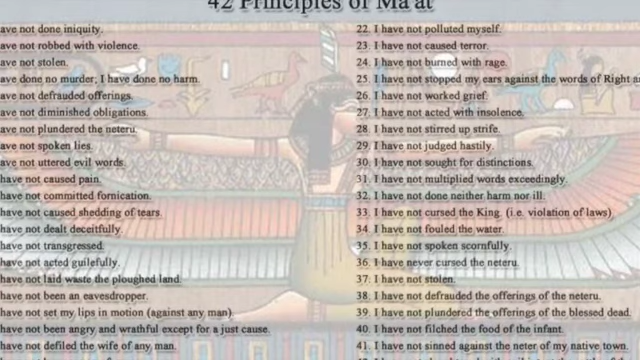 42 Principles of Ma'at
ave not done iniquity.
ave not robbed with violence.
ave not stolen.
ave done no murder; I have done no harm.
ave not defrauded offerings.
ave not diminished obligations.
ave not plundered the neteru.
ave not spoken lies.
ave not uttered evil words.
have not caused pain.
have not committed fornication.
have not caused shedding of tears.
have not dealt deceitfully.
have not transgressed.
have not acted guilefully.
have not laid waste the ploughed land.
have not been an eavesdropper.
have not set my lips in motion (against any man).
have not been angry and wrathful except for a just cause.
have not defiled the wife of any man.
22. I have not polluted myself.
23. I have not caused terror.
24. I have not burned with rage.
25. I have not stopped my ears against the words of Right a
26. I have not worked grief.
27. I have not acted with insolence.
28. I have not stirred up strife.
29. I have not judged hastily.
30. I have not sought for distinctions.
31. I have not multiplied words exceedingly.
32. I have not done neither harm nor ill.
33. I have not cursed the King. (i.e. violation of laws)
34. I have not fouled the water.
35. I have not spoken scornfully.
36. I have never cursed the neteru.
37. I have not stolen.
38. I have not defrauded the offerings of the neteru.
39. I have not plundered the offerings of the blessed dead.
40. I have not filched the food of the infant.
41. I have not sinned against the neter of my native town.